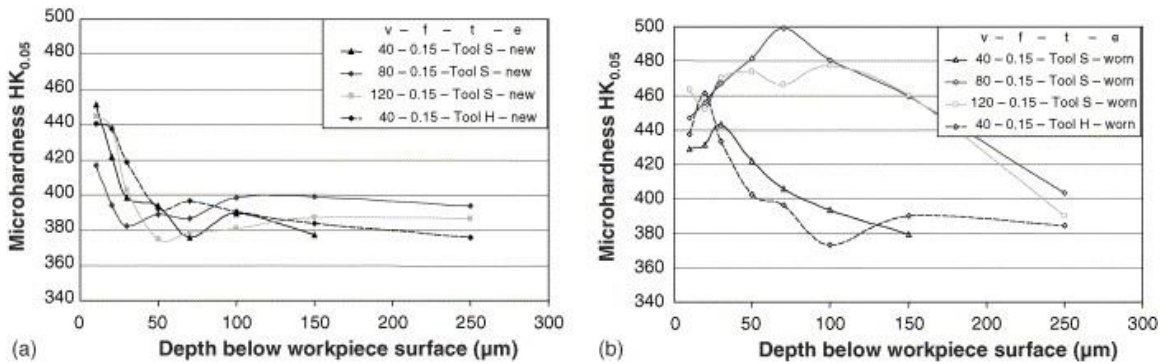 (a)
Microhardness HK0.05
500
480
460
440
420
400
380
360
340
0 50 100 150 200 250 300
Depth below workpiece surface (µm)
v – f – t – e
40 – 0.15 – Tool S – new
80 – 0.15 –Tool S – new
120 – 0.15 – Tool S – new
40 – 0.15 – Tool H – new
(b)
Microhardness HK0.05
500
480
460
440
420
400
380
360
340
0 50 100 150 200 250 300
Depth below workpiece surface (µm)
v – f – t – e
40 – 0.15 – Tool S – worn
80 – 0.15 – Tool S – worn
120 – 0.15 – Tool S – worn
40 – 0.15 – Tool H – worn